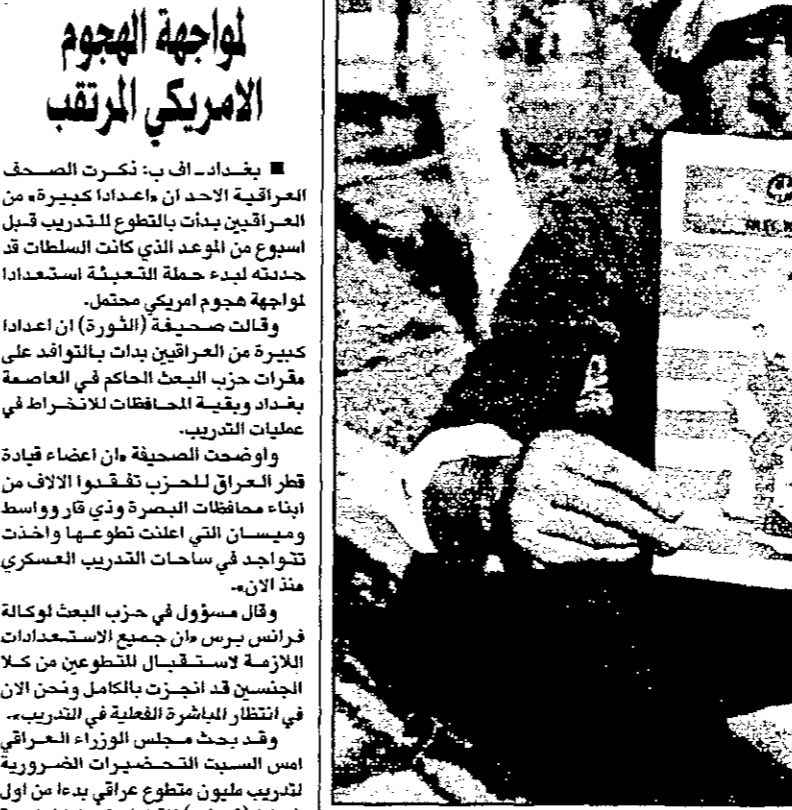 لمواجهة الهجوم
الامريكي المرتقب
■ بغداد ـ اف ب: ذكرت الصحف
العراقية الاحد ان «اعدادا كبيرة» من
العراقيين بدأت بالتطوع للتدريب قبل
اسبوع من الموعد الذي كانت السلطات قد
حددته لبدء حملة التعبئة استعدادا
لمواجهة هجوم امريكي محتمل.
وقالت صحيفة (الثورة) ان اعدادا
كبيرة من العراقيين بدات بالتوافد على
مقرات حزب البعث الحاكم في العاصمة
بغداد وبقية المحافظات للانخراط في
عمليات التدريب.
واوضحت الصحيفة «ان اعضاء قيادة
قطر العراق للحزب تفقدوا الالاف من
ابناء محافظات البصرة وذي قار وواسط
وميسان التي اعلنت تطوعها واخذت
تتواجد في ساحات التدريب العسكري
منذ الان».
وقال مسؤول في حزب البعث لوكالة
فرانس برس «ان جميع الاستعدادات
اللازمة لاستقبال المتطوعين من كلا
الجنسين قد انجزت بالكامل ونحن الان
في انتظار المباشرة الفعلية في التدريب».
وقد بحث مجلس الوزراء العراقي
امس السبت التحضيرات الضرورية
لتدريب مليون متطوع عراقي بدءا من اول